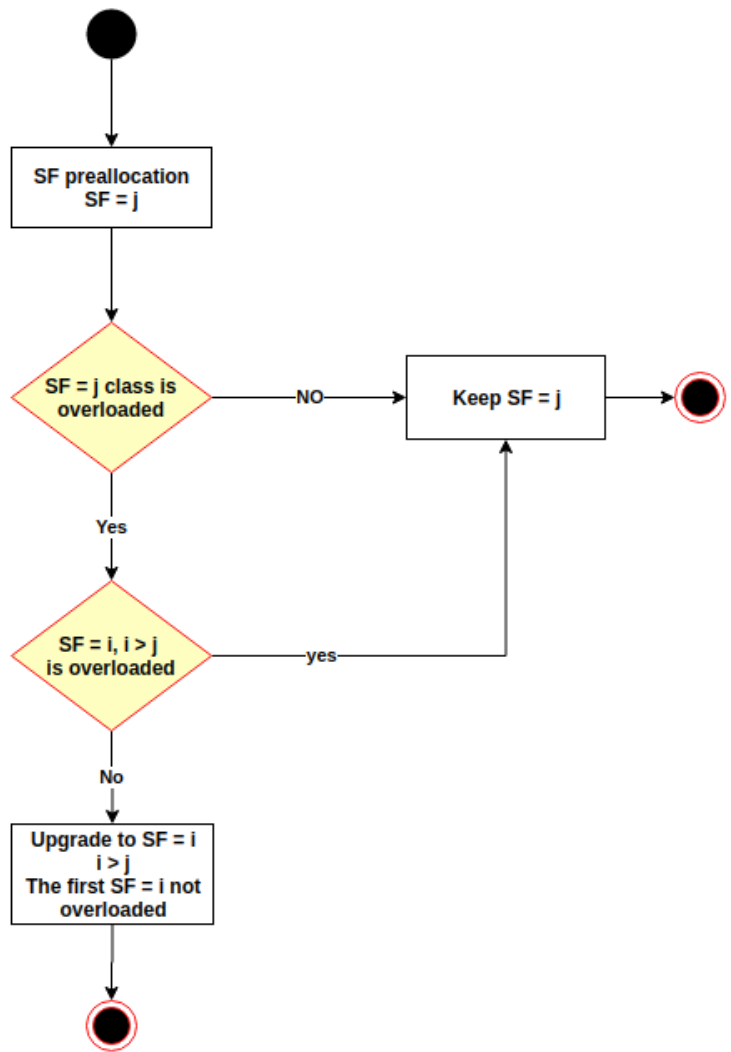 SF preallocation
SF = j
SF = j class is
overloaded
NO
Keep SF = j
Yes
SF = i, i > j
is overloaded
yes
No
Upgrade to SF = i
i > j
The first SF = i not
overloaded